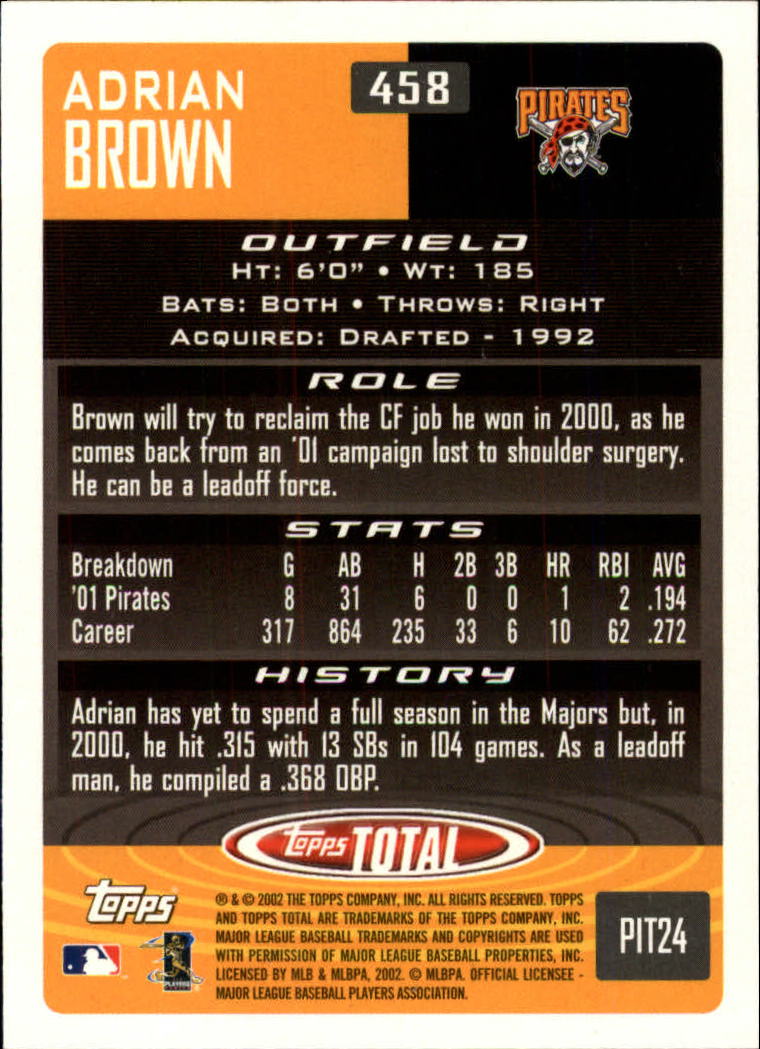 ADRIAN
BROWN
458
PIRATES
OUTFIELD
HT: 6'0" • WT: 185
BATS: BOTH • THROWS: RIGHT
ACQUIRED: DRAFTED - 1992
ROLE
Brown will try to reclaim the CF job he won in 2000, as he
comes back from an '01 campaign lost to shoulder surgery.
He can be a leadoff force.
STATS
Breakdown G AB H 2B 3B HR RBI AVG
'01 Pirates 8 31 6 0 0 1 2 .194
Career 317 864 235 33 6 10 62 .272
HISTORY
Adrian has yet to spend a full season in the Majors but, in
2000, he hit .315 with 13 SBs in 104 games. As a leadoff
man, he compiled a .368 OBP.
topps TOTAL
topps
® & © 2002 THE TOPPS COMPANY, INC. ALL RIGHTS RESERVED. TOPPS
AND TOPPS TOTAL ARE TRADEMARKS OF THE TOPPS COMPANY, INC.
MAJOR LEAGUE BASEBALL TRADEMARKS AND COPYRIGHTS ARE USED
WITH PERMISSION OF MAJOR LEAGUE BASEBALL PROPERTIES, INC.
LICENSED BY MLB & MLBPA, 2002. © MLBPA. OFFICIAL LICENSEE -
MAJOR LEAGUE BASEBALL PLAYERS ASSOCIATION.
PIT24
PLAYERS